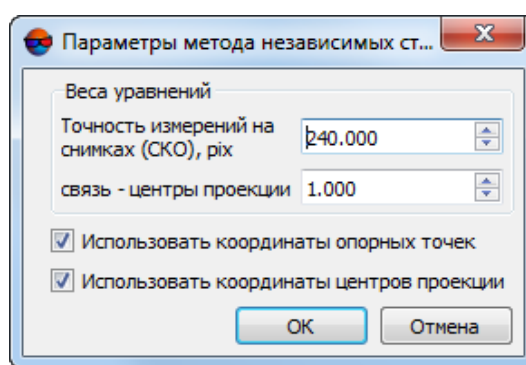 Параметры метода независимых ст...
Веса уравнений
Точность измерений на
снимках (СКО), pix
240.000
связь - центры проекции
1.000
Использовать координаты опорных точек
Использовать координаты центров проекции
OK
Отмена